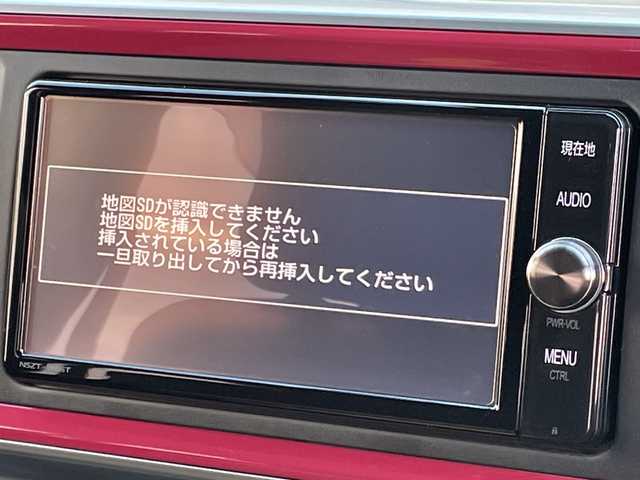 地図SDが認識できません
地図SDを挿入してください
挿入されている場合は
一旦取り出してから再挿入してください
現在地
AUDIO
PWR·VOL
MENU
CTRL